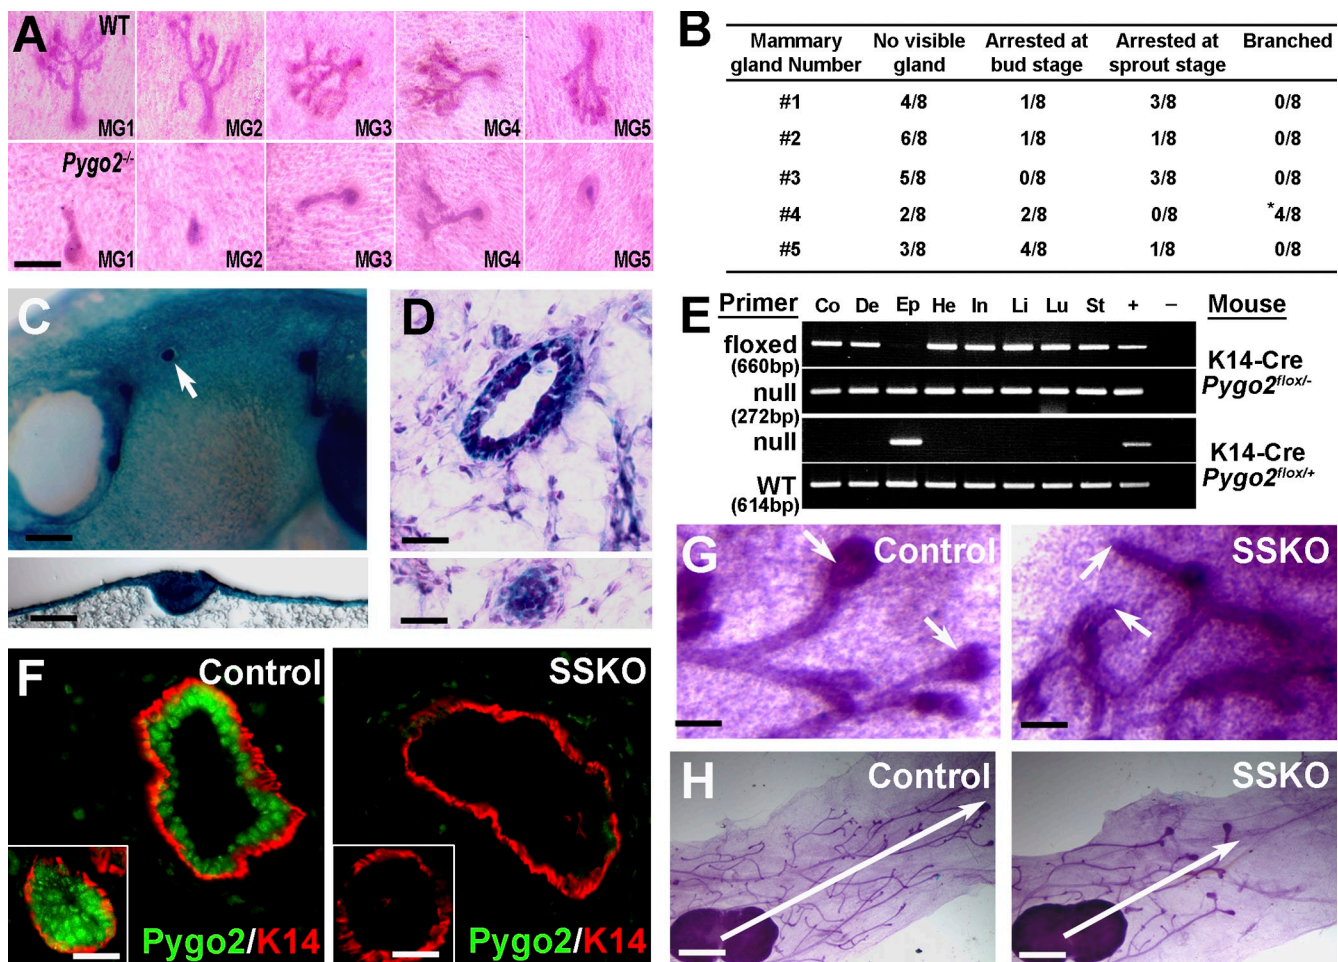 A
WT
MG1
MG2
MG3
MG4
MG5
Pygo2-/-
MG1
MG2
MG3
MG4
MG5
B
Mammary gland Number No visible gland Arrested at bud stage Arrested at sprout stage Branched
#1 4/8 1/8 3/8 0/8
#2 6/8 1/8 1/8 0/8
#3 5/8 0/8 3/8 0/8
#4 2/8 2/8 0/8 *4/8
#5 3/8 4/8 1/8 0/8
C
D
E
Primer Co De Ep He In Li Lu St + – Mouse
floxed
(660bp)
null
(272bp)
K14-Cre
Pygo2flox/-
null
WT
(614bp)
K14-Cre
Pygo2flox/+
F
Control
Pygo2/K14
SSKO
Pygo2/K14
G
Control
SSKO
H
Control
SSKO